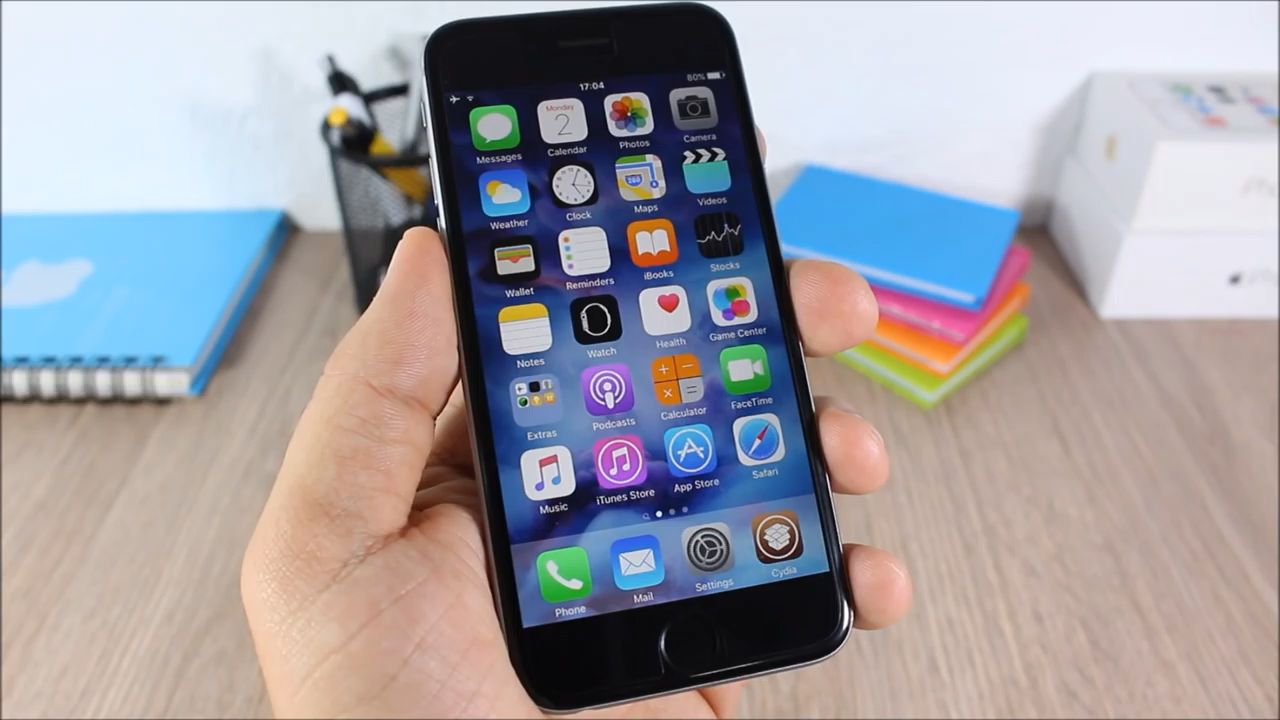 17:04
80%
Messages
Monday
2
Calendar
Photos
Camera
Weather
Clock
Maps
Videos
Wallet
Reminders
iBooks
Stocks
Notes
Watch
Health
Game Center
Extras
Podcasts
Calculator
FaceTime
Music
iTunes Store
App Store
Safari
Phone
Mail
Settings
Cydia